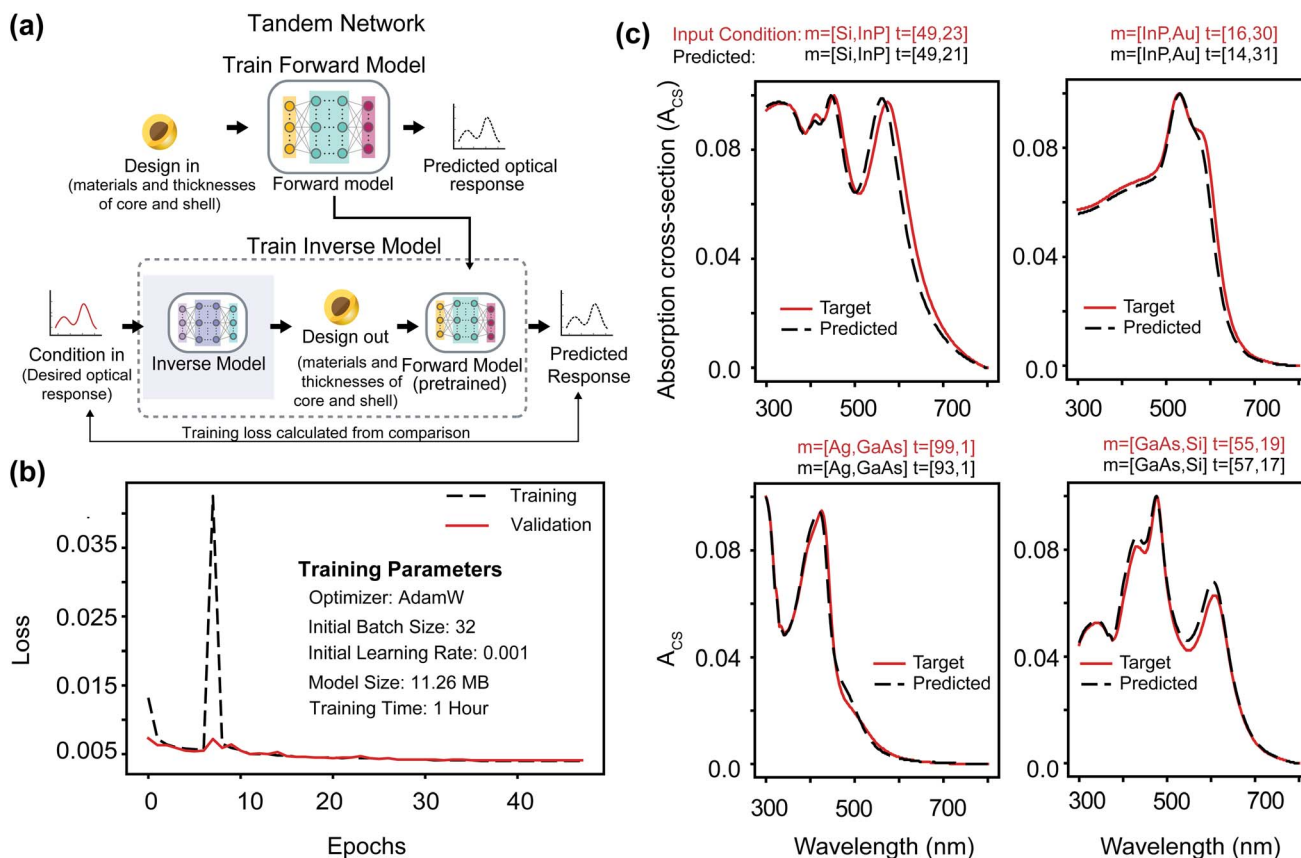 (a)
Tandem Network
Train Forward Model
Design in
(materials and thicknesses
of core and shell)
Forward model
Predicted optical
response
Train Inverse Model
Condition in
(Desired optical
response)
Inverse Model
Design out
(materials and
thicknesses of
core and shell)
Forward Model
(pretrained)
Predicted
Response
Training loss calculated from comparison
(b)
Loss
0.035
0.025
0.015
0.005
0
10
20
40
Epochs
Training
Validation
Training Parameters
Optimizer: AdamW
Initial Batch Size: 32
Initial Learning Rate: 0.001
Model Size: 11.26 MB
Training Time: 1 Hour
(c)
Input Condition: m=[Si,InP] t=[49,23]
Predicted: m=[Si,InP] t=[49,21]
Absorption cross-section (A_CS)
0.08
0.04
0.0
300
500
700
Target
Predicted
m=[InP,Au] t=[16,30]
m=[InP,Au] t=[14,31]
0.08
0.04
0.0
300
500
700
Target
Predicted
m=[Ag,GaAs] t=[99,1]
m=[Ag,GaAs] t=[93,1]
A_CS
0.08
0.04
0.0
300
500
700
Wavelength (nm)
Target
Predicted
m=[GaAs,Si] t=[55,19]
m=[GaAs,Si] t=[57,17]
0.08
0.04
0.0
300
500
700
Wavelength (nm)
Target
Predicted